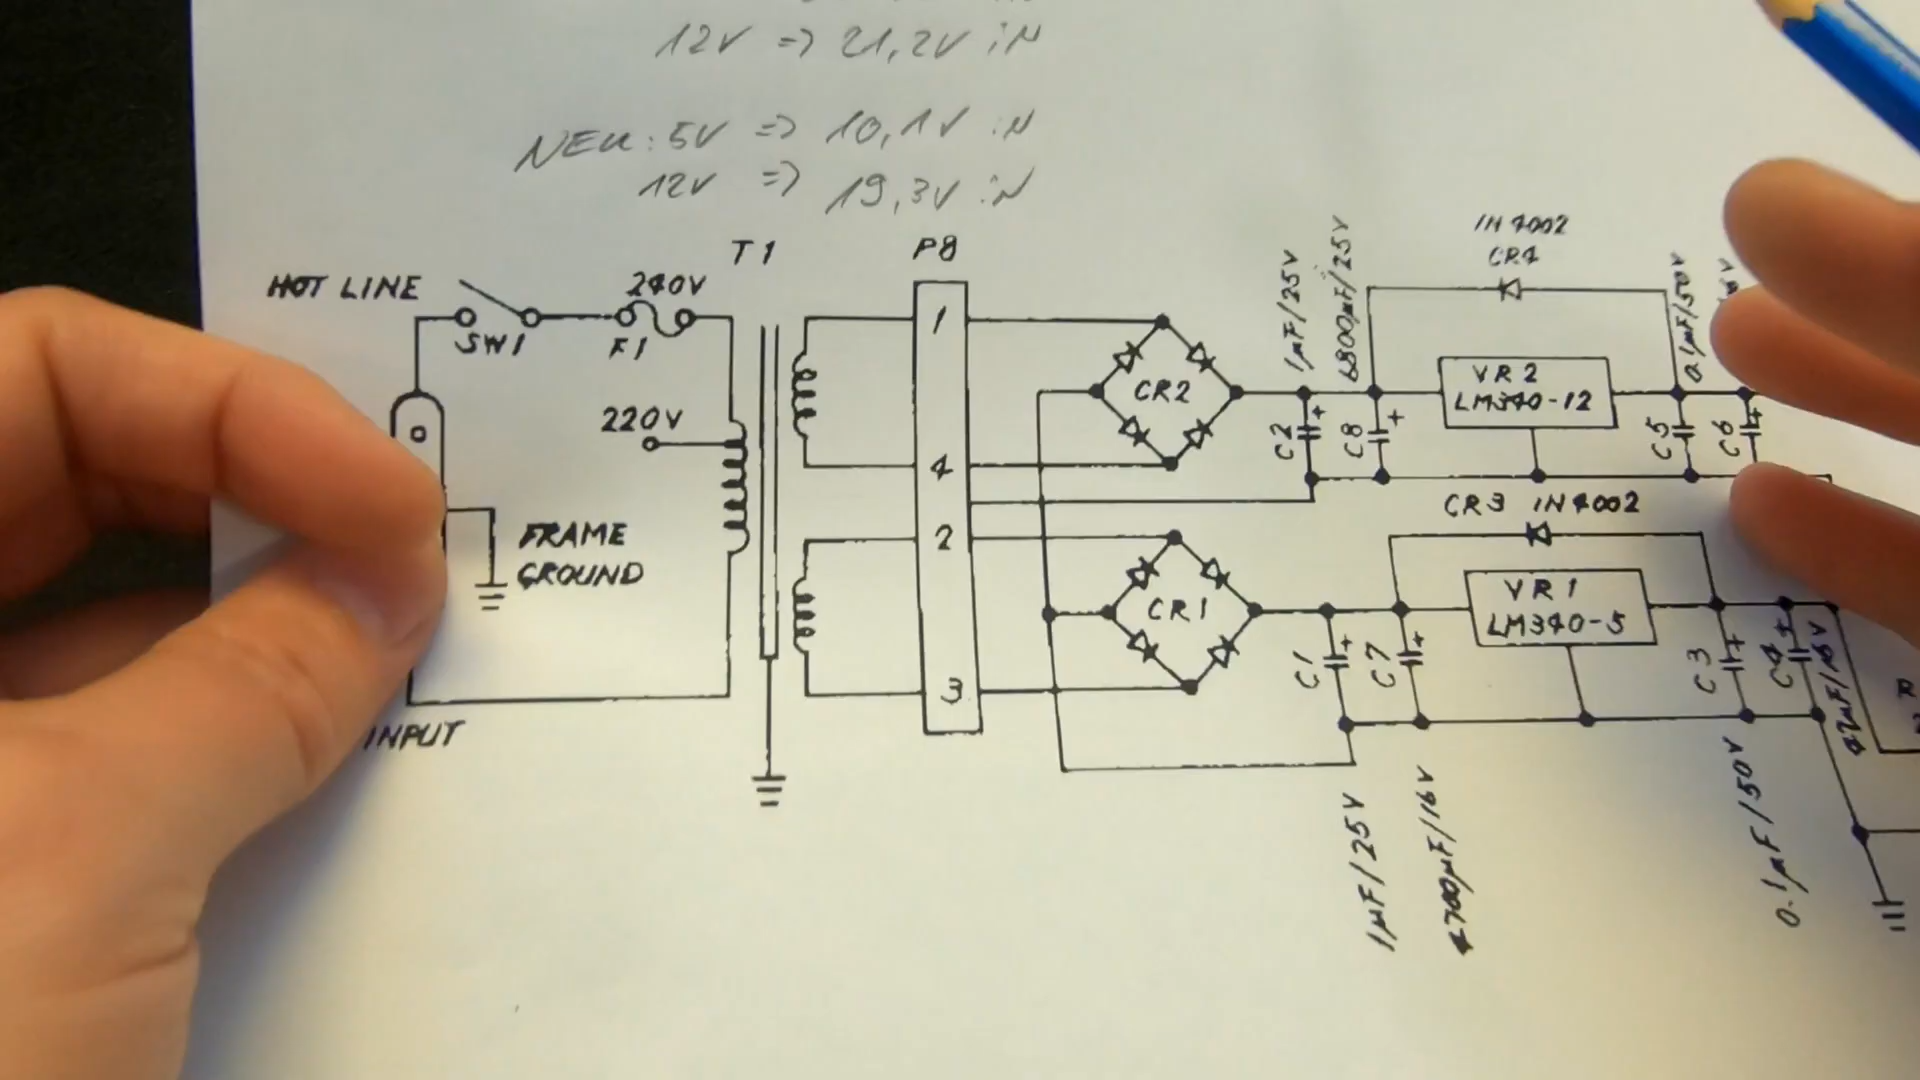 12V => 21,2V iN
NEU: 5V => 10,1V iN
12V => 19,3V iN
T1
P8
HOT LINE
240V
SW1
F1
220V
FRAME
GROUND
INPUT
1
4
2
3
CR2
CR1
1µF/25V
6800µF/25V
C2
C8
1N4002
CR4
VR2
LM340-12
0.1µF/50V
C5
C6
CR3 1N4002
VR1
LM340-5
C1
C7
C3
C4
47µF/16V
R
1µF/25V
4700µF/16V
0.1µF/50V